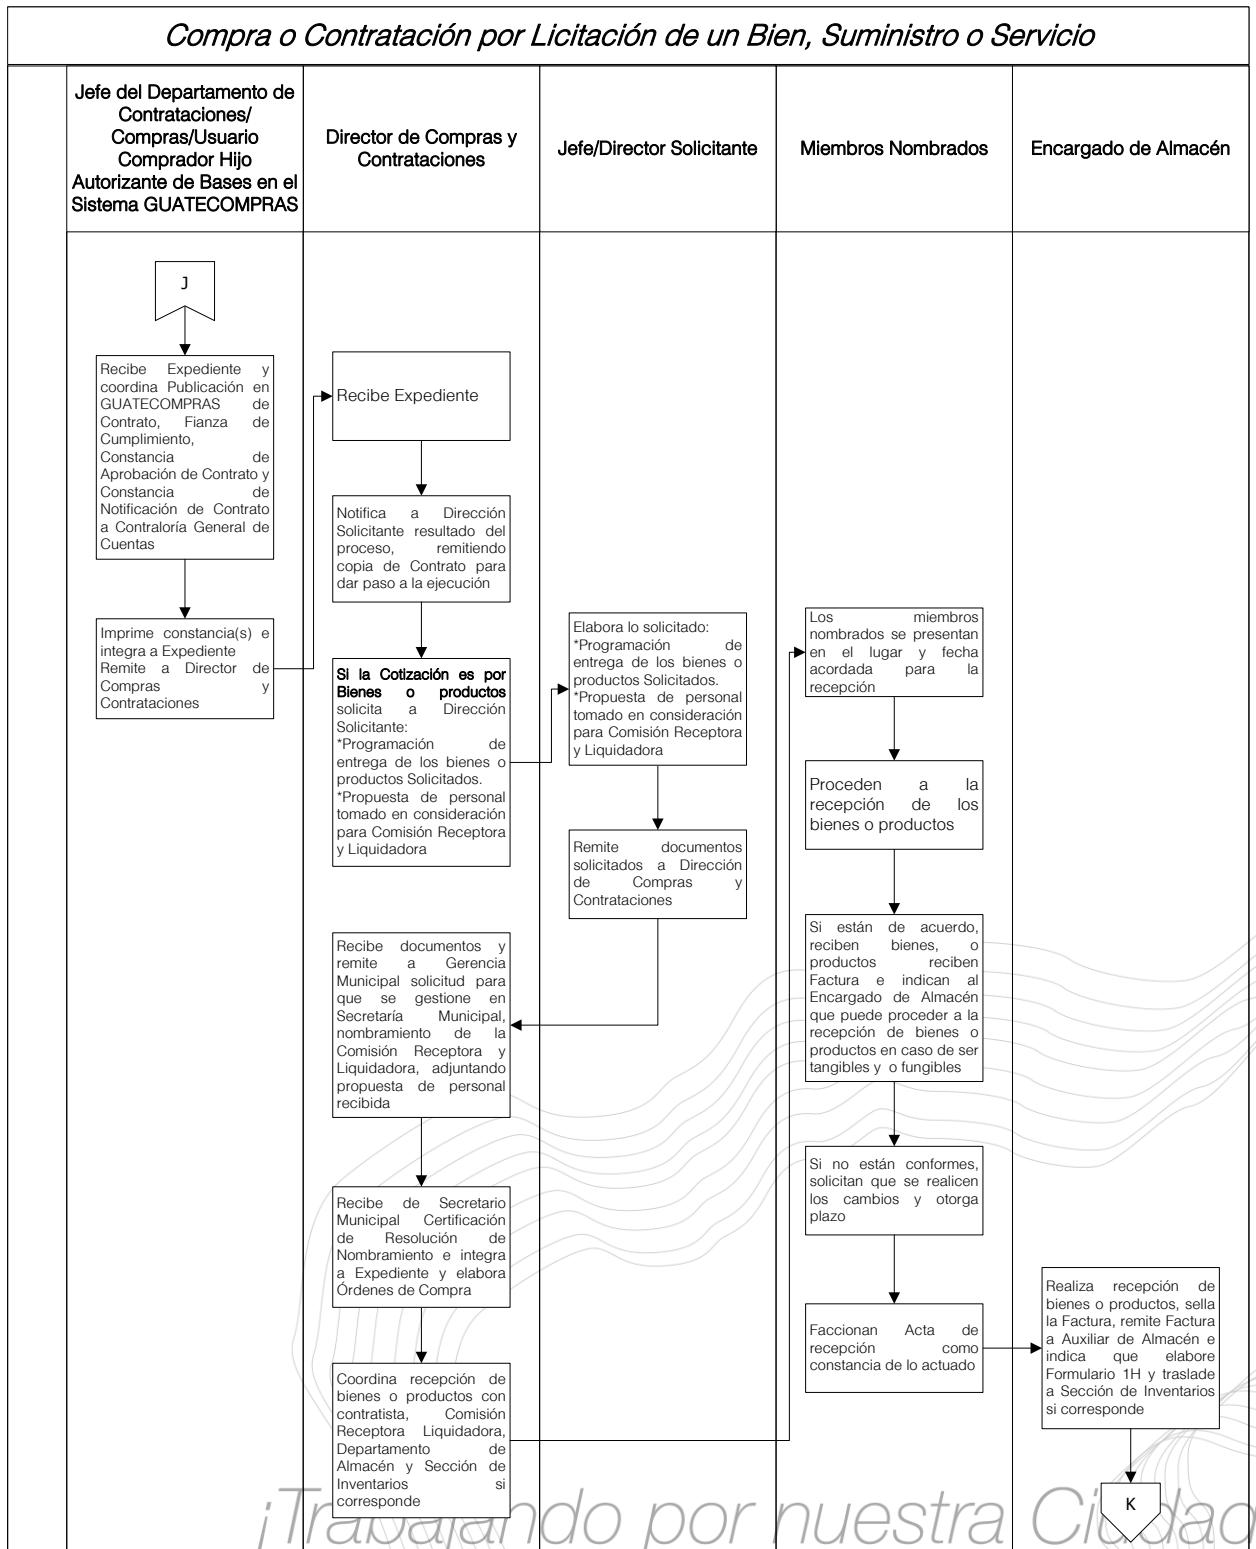 Compra o Contratación por Licitación de un Bien, Suministro o Servicio
Jefe del Departamento de
Contrataciones/
Compras/Usuario
Comprador Hijo
Autorizante de Bases en el
Sistema GUATECOMPRAS
Director de Compras y
Contrataciones
Jefe/Director Solicitante
Miembros Nombrados
Encargado de Almacén
J
Recibe Expediente y
coordina Publicación en
GUATECOMPRAS de
Contrato, Fianza de
Cumplimiento,
Constancia de
Aprobación de Contrato y
Constancia de
Notificación de Contrato
a Contraloría General de
Cuentas
Imprime constancia(s) e
integra a Expediente
Remite a Director de
Compras y
Contrataciones
Recibe Expediente
Notifica a Dirección
Solicitante resultado del
proceso, remitiendo
copia de Contrato para
dar paso a la ejecución
Si la Cotización es por
Bienes o productos
solicita a Dirección
Solicitante:
*Programación de
entrega de los bienes o
productos Solicitados.
*Propuesta de personal
tomado en consideración
para Comisión Receptora
y Liquidadora
Elabora lo solicitado:
*Programación de
entrega de los bienes o
productos Solicitados.
*Propuesta de personal
tomado en consideración
para Comisión Receptora
y Liquidadora
Remite documentos
solicitados a Dirección
de Compras y
Contrataciones
Recibe documentos y
remite a Gerencia
Municipal solicitud para
que se gestione en
Secretaría Municipal,
nombramiento de la
Comisión Receptora y
Liquidadora, adjuntando
propuesta de personal
recibida
Recibe de Secretario
Municipal Certificación
de Resolución de
Nombramiento e integra
a Expediente y elabora
Órdenes de Compra
Coordina recepción de
bienes o productos con
contratista, Comisión
Receptora Liquidadora,
Departamento de
Almacén y Sección de
Inventarios si
corresponde
Los miembros
nombrados se presentan
en el lugar y fecha
acordada para la
recepción
Proceden a la
recepción de los
bienes o productos
Si están de acuerdo,
reciben bienes, o
productos reciben
Factura e indican al
Encargado de Almacén
que puede proceder a la
recepción de bienes o
productos en caso de ser
tangibles y o fungibles
Si no están conformes,
solicitan que se realicen
los cambios y otorga
plazo
Faccionan Acta de
recepción como
constancia de lo actuado
Realiza recepción de
bienes o productos, sella
la Factura, remite Factura
a Auxiliar de Almacén e
indica que elabore
Formulario 1H y traslade
a Sección de Inventarios
si corresponde
K
¡Trabajando por nuestra Ciudad